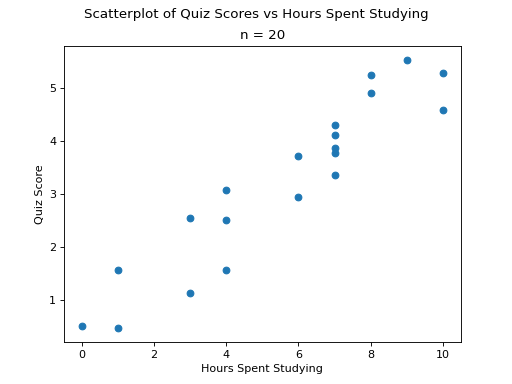 Scatterplot of Quiz Scores vs Hours Spent Studying
n = 20
Quiz Score
5
4
3
2
1
0 2 4 6 8 10
Hours Spent Studying